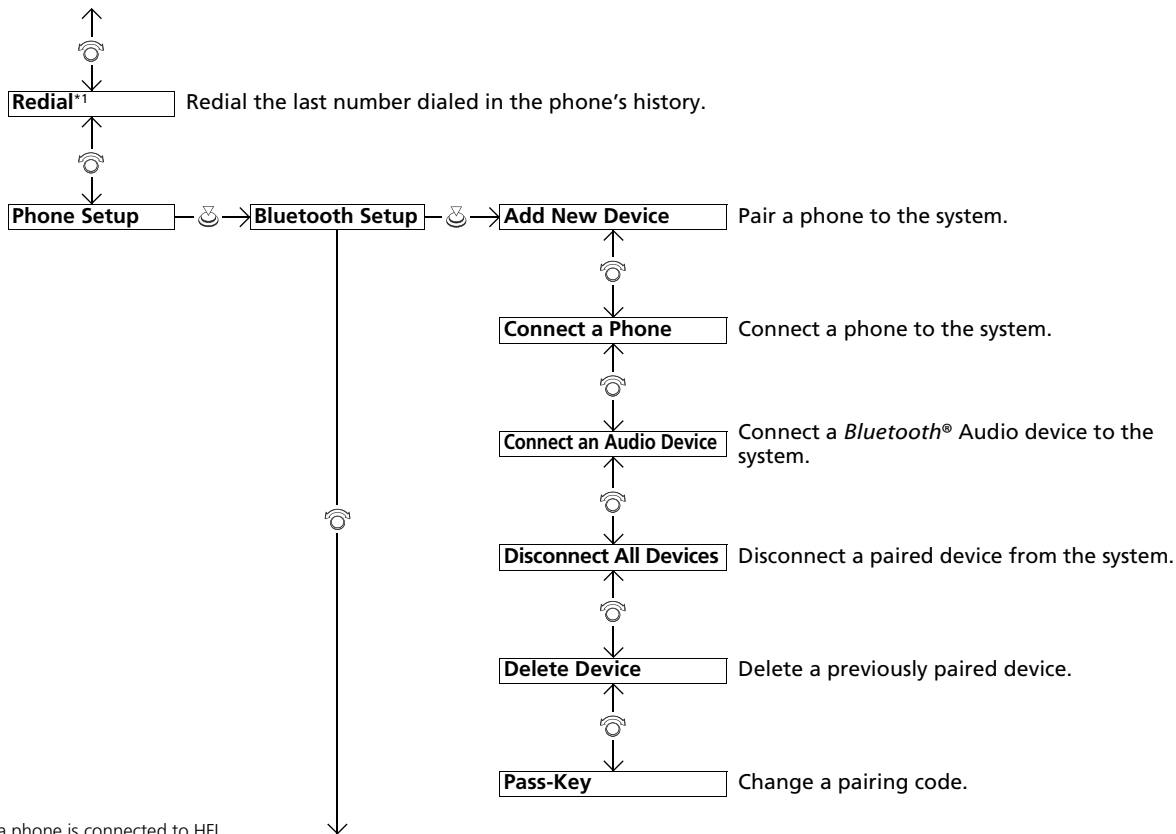 Redial*1 Redial the last number dialed in the phone's history.
Phone Setup Bluetooth Setup Add New Device Pair a phone to the system.
Connect a Phone Connect a phone to the system.
Connect an Audio Device Connect a Bluetooth® Audio device to the
system.
Disconnect All Devices Disconnect a paired device from the system.
Delete Device Delete a previously paired device.
Pass-Key Change a pairing code.
a phone is connected to HFL